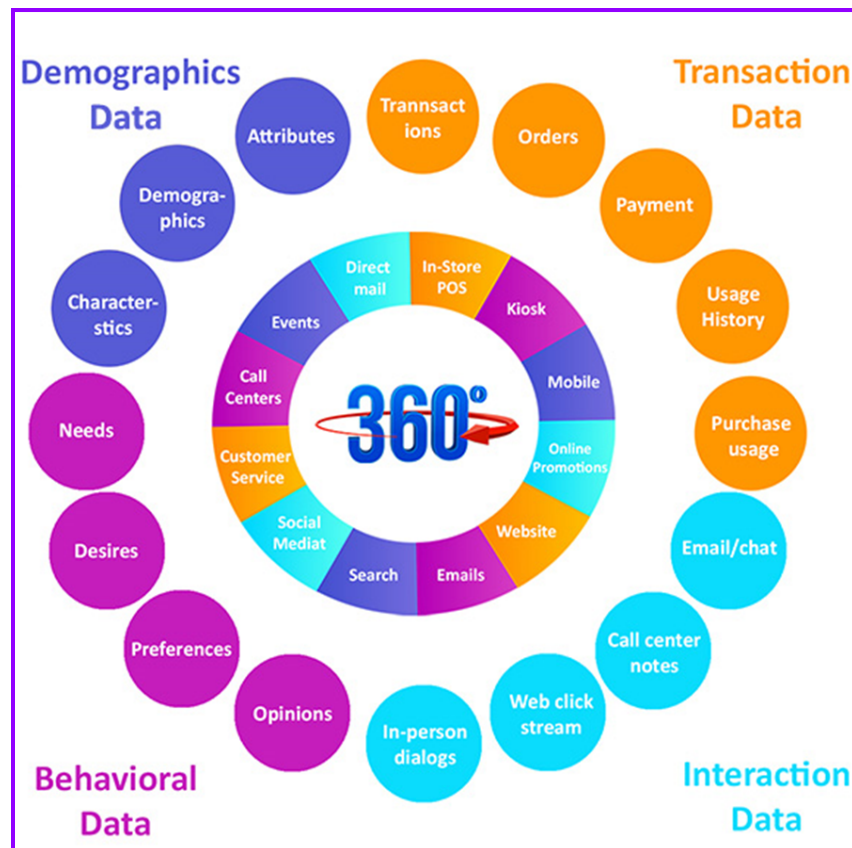 Demographics
Data
Transaction
Data
Attributes
Trannsact
ions
Orders
Demogra-
phics
Payment
Character-
stics
Usage
History
Needs
Purchase
usage
Desires
Email/chat
Preferences
Call center
notes
Opinions
In-person
dialogs
Web click
stream
Direct
mail
In-Store
POS
Kiosk
Mobile
Online
Promotions
Website
Emails
Search
Social
Mediat
Customer
Service
Call
Centers
Events
360°
Behavioral
Data
Interaction
Data